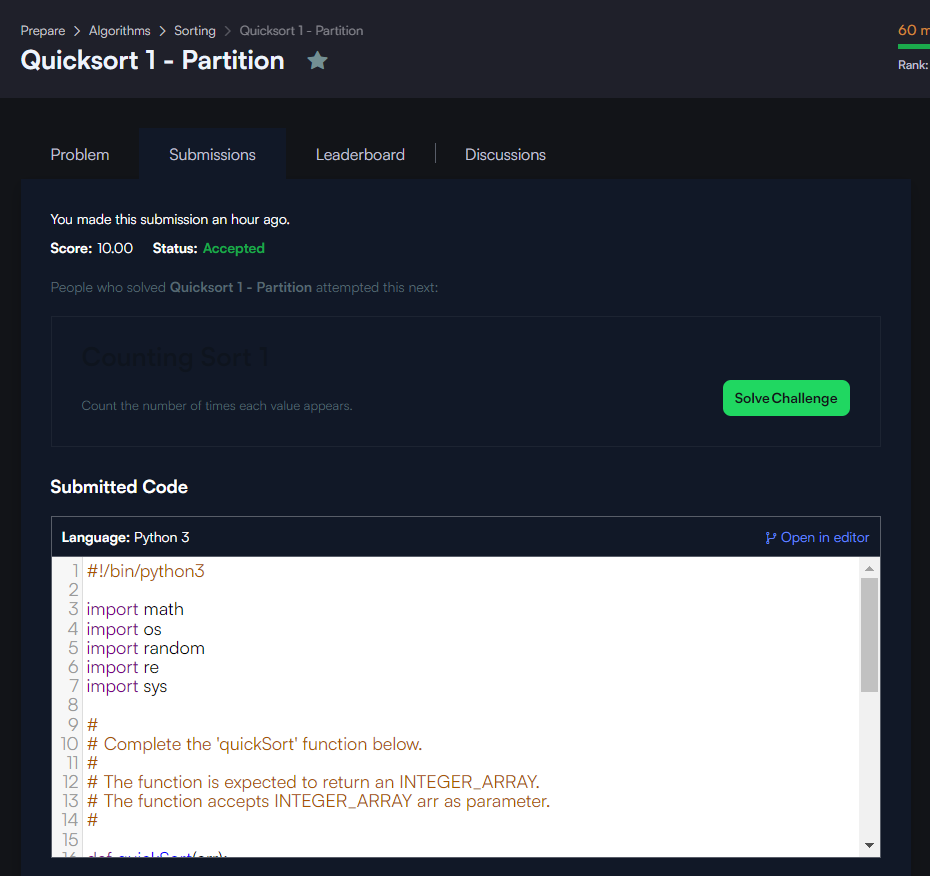 Prepare > Algorithms > Sorting > Quicksort 1 - Partition
60
Quicksort 1 - Partition
Rank:
Problem Submissions Leaderboard Discussions
You made this submission an hour ago.
Score: 10.00 Status: Accepted
People who solved Quicksort 1 - Partition attempted this next:
Counting Sort 1
Count the number of times each value appears.
Solve Challenge
Submitted Code
Language: Python 3 Open in editor
1 #!/bin/python3
2
3 import math
4 import os
5 import random
6 import re
7 import sys
8
9 #
10 # Complete the 'quickSort' function below.
11 #
12 # The function is expected to return an INTEGER_ARRAY.
13 # The function accepts INTEGER_ARRAY arr as parameter.
14 #
15
16 def quickSort(arr):